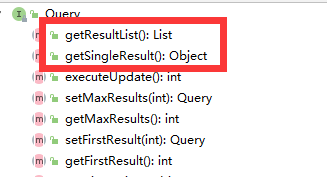 Query
getResultList(): List
getSingleResult(): Object
executeUpdate(): int
setMaxResults(int): Query
getMaxResults(): int
setFirstResult(int): Query
getFirstResult(): int